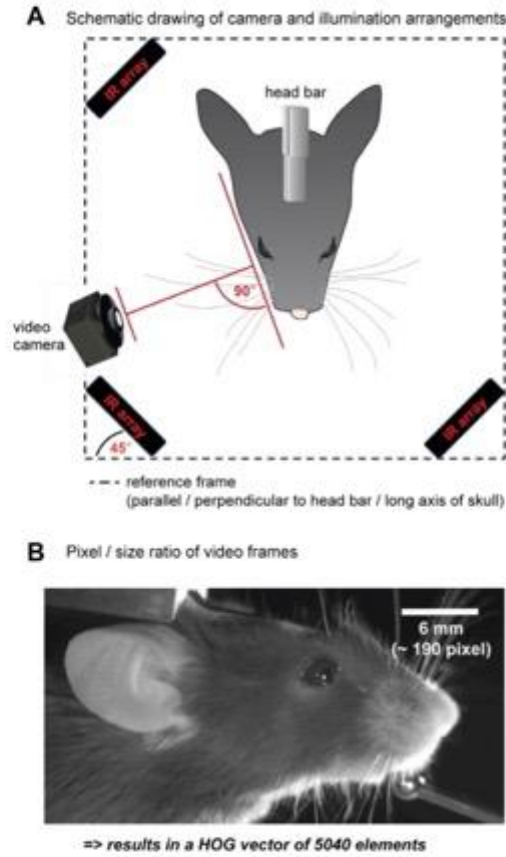 A Schematic drawing of camera and illumination arrangements
IR array
head bar
90°
video
camera
IR array
45°
IR array
reference frame
(parallel / perpendicular to head bar / long axis of skull)
B Pixel / size ratio of video frames
6 mm
(~ 190 pixel)
=> results in a HOG vector of 5040 elements